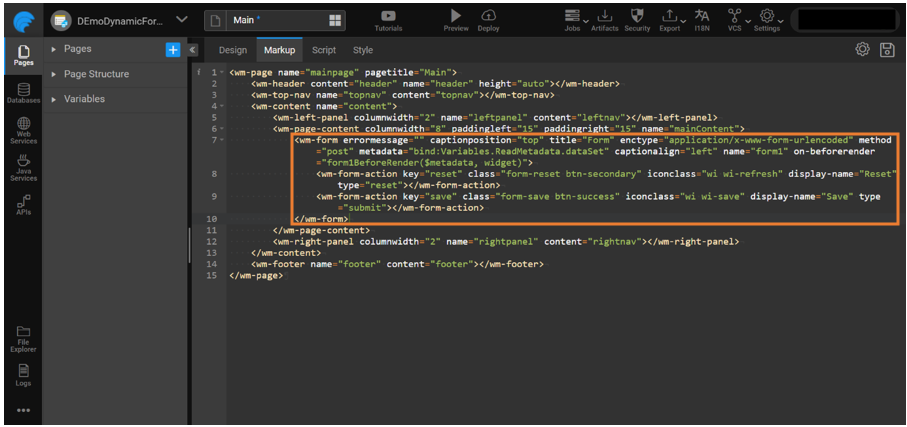 DEmoDynamicFor...
Main *
Tutorials
Preview
Deploy
Jobs
Artifacts
Security
Export
I18N
VCS
Settings
Pages
Databases
Web
Services
Java
Services
APIs
File
Explorer
Logs
Pages
Page Structure
Variables
Design
Markup
Script
Style
i 1 <wm-page name="mainpage" pagetitle="Main">
2 <wm-header content="header" name="header" height="auto"></wm-header>
3 <wm-top-nav name="topnav" content="topnav"></wm-top-nav>
4 <wm-content name="content">
5 <wm-left-panel columnwidth="2" name="leftpanel" content="leftnav"></wm-left-panel>
6 <wm-page-content columnwidth="8" paddingleft="15" paddingright="15" name="mainContent">
7 <wm-form errormessage="" captionposition="top" title="Form" enctype="application/x-www-form-urlencoded" method
="post" metadata="bind:Variables.ReadMetadata.dataSet" captionalign="left" name="form1" on-beforerender
="form1BeforeRender($metadata, widget)">
8 <wm-form-action key="reset" class="form-reset btn-secondary" iconclass="wi wi-refresh" display-name="Reset"
type="reset"></wm-form-action>
9 <wm-form-action key="save" class="form-save btn-success" iconclass="wi wi-save" display-name="Save" type
="submit"></wm-form-action>
10 </wm-form>
11 </wm-page-content>
12 <wm-right-panel columnwidth="2" name="rightpanel" content="rightnav"></wm-right-panel>
13 </wm-content>
14 <wm-footer name="footer" content="footer"></wm-footer>
15 </wm-page>